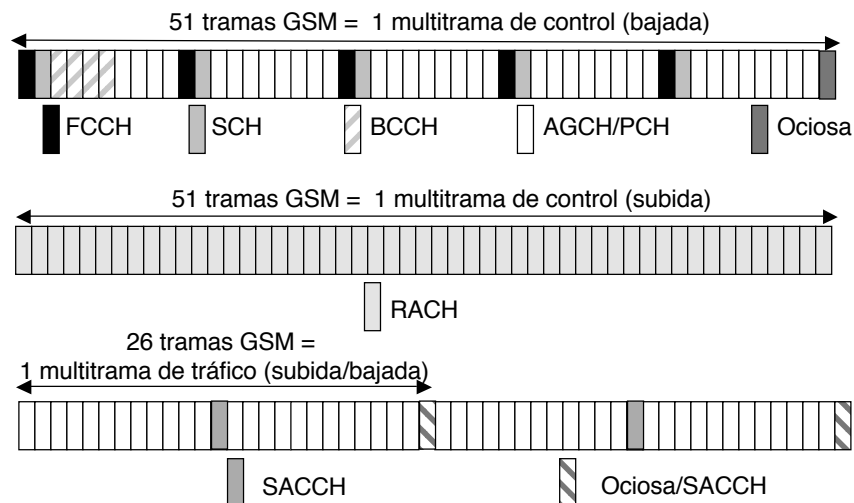 51 tramas GSM = 1 multitrama de control (bajada)
FCCH SCH BCCH AGCH/PCH Ociosa
51 tramas GSM = 1 multitrama de control (subida)
RACH
26 tramas GSM =
1 multitrama de tráfico (subida/bajada)
SACCH Ociosa/SACCH